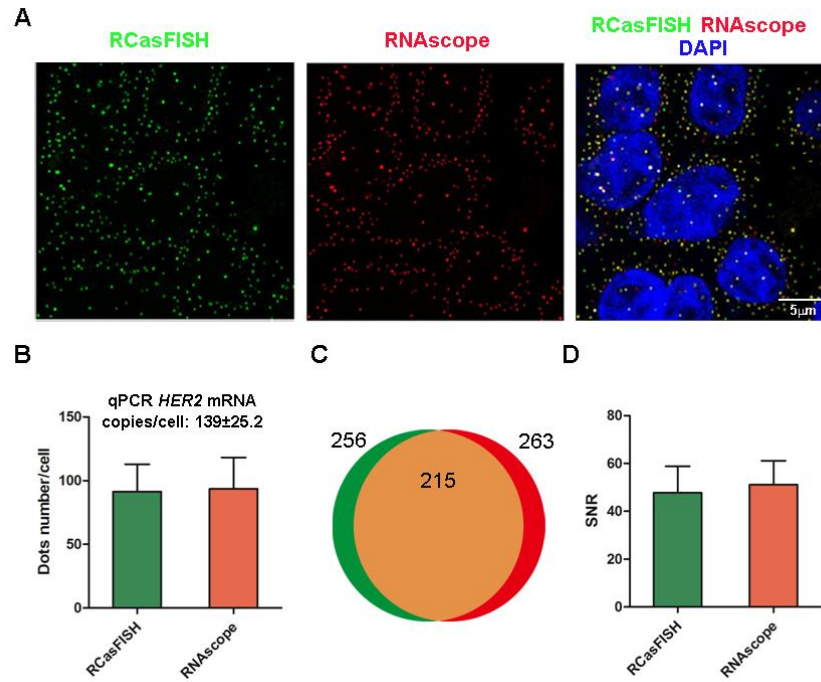 A
RCasFISH
RNAscope
RCasFISH RNAscope
DAPI
5µm
B
qPCR HER2 mRNA
copies/cell: 139±25.2
150
100
50
0
Dots number/cell
RCasFISH
RNAscope
C
256
263
215
D
80
60
40
20
0
SNR
RCasFISH
RNAscope